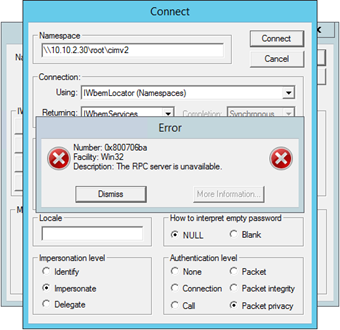 Connect
Namespace
\\10.10.2.30\root\cimv2
Connect
Cancel
Connection:
Using: IWbemLocator (Namespaces)
Returning: IWbemServices Completion: Synchronous
Error
Number: 0x800706ba
Facility: Win32
Description: The RPC server is unavailable.
Dismiss
More Information...
Locale
How to interpret empty password
NULL
Blank
Impersonation level
Identify
Impersonate
Delegate
Authentication level
None
Packet
Connection
Packet integrity
Call
Packet privacy